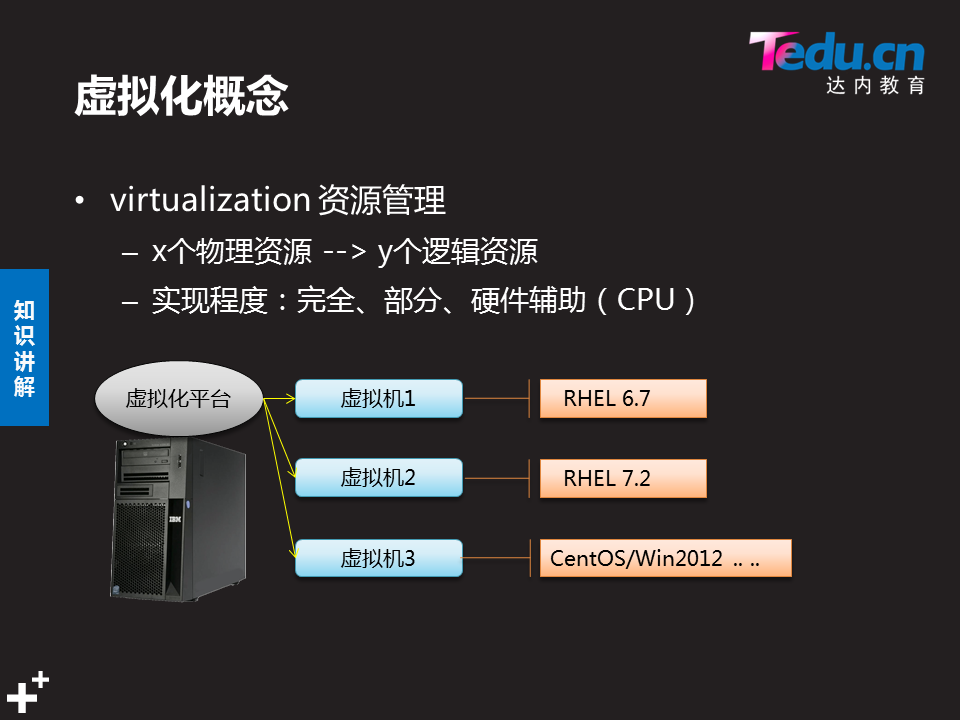 Tedu.cn
达内教育
虚拟化概念
• virtualization 资源管理
– x个物理资源 --> y个逻辑资源
– 实现程度：完全、部分、硬件辅助（CPU）
知识讲解
虚拟化平台
虚拟机1
RHEL 6.7
虚拟机2
RHEL 7.2
IBM
虚拟机3
CentOS/Win2012 .. ..